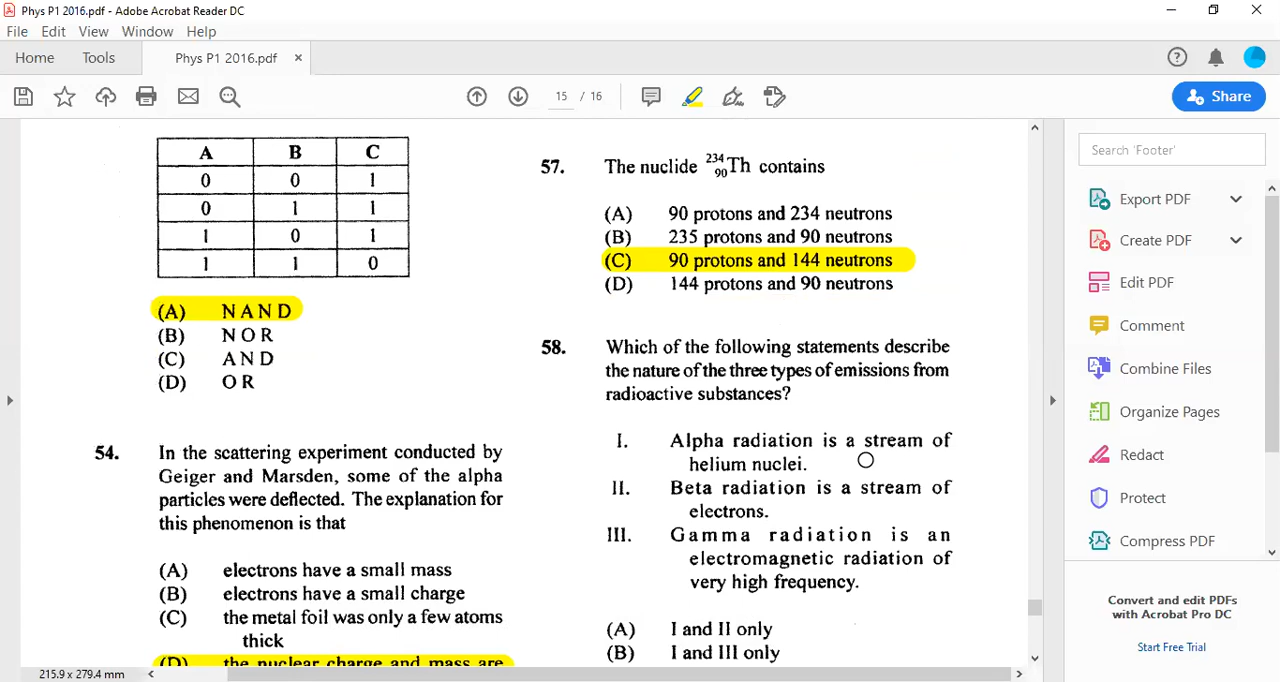 Phys P1 2016.pdf - Adobe Acrobat Reader DC
File Edit View Window Help
Home Tools Phys P1 2016.pdf ×
15 / 16
Share
A B C
0 0 1
0 1 1
1 0 1
1 1 0
(A) NAND
(B) NOR
(C) AND
(D) OR
54. In the scattering experiment conducted by
Geiger and Marsden, some of the alpha
particles were deflected. The explanation for
this phenomenon is that
(A) electrons have a small mass
(B) electrons have a small charge
(C) the metal foil was only a few atoms
thick
(D) the nuclear charge and mass are
57. The nuclide ²³⁴₉₀Th contains
(A) 90 protons and 234 neutrons
(B) 235 protons and 90 neutrons
(C) 90 protons and 144 neutrons
(D) 144 protons and 90 neutrons
58. Which of the following statements describe
the nature of the three types of emissions from
radioactive substances?
I. Alpha radiation is a stream of
helium nuclei.
II. Beta radiation is a stream of
electrons.
III. Gamma radiation is an
electromagnetic radiation of
very high frequency.
(A) I and II only
(B) I and III only
Search 'Footer'
Export PDF
Create PDF
Edit PDF
Comment
Combine Files
Organize Pages
Redact
Protect
Compress PDF
Convert and edit PDFs
with Acrobat Pro DC
Start Free Trial
215.9 x 279.4 mm